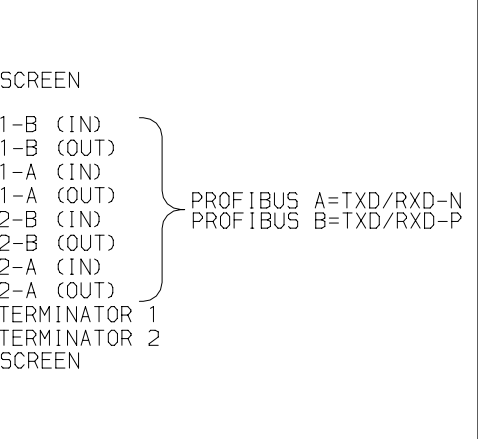 SCREEN
1-B (IN)
1-B (OUT)
1-A (IN)
1-A (OUT)
2-B (IN)
2-B (OUT)
2-A (IN)
2-A (OUT)
TERMINATOR 1
TERMINATOR 2
SCREEN
PROFIBUS A=TXD/RXD-N
PROFIBUS B=TXD/RXD-P